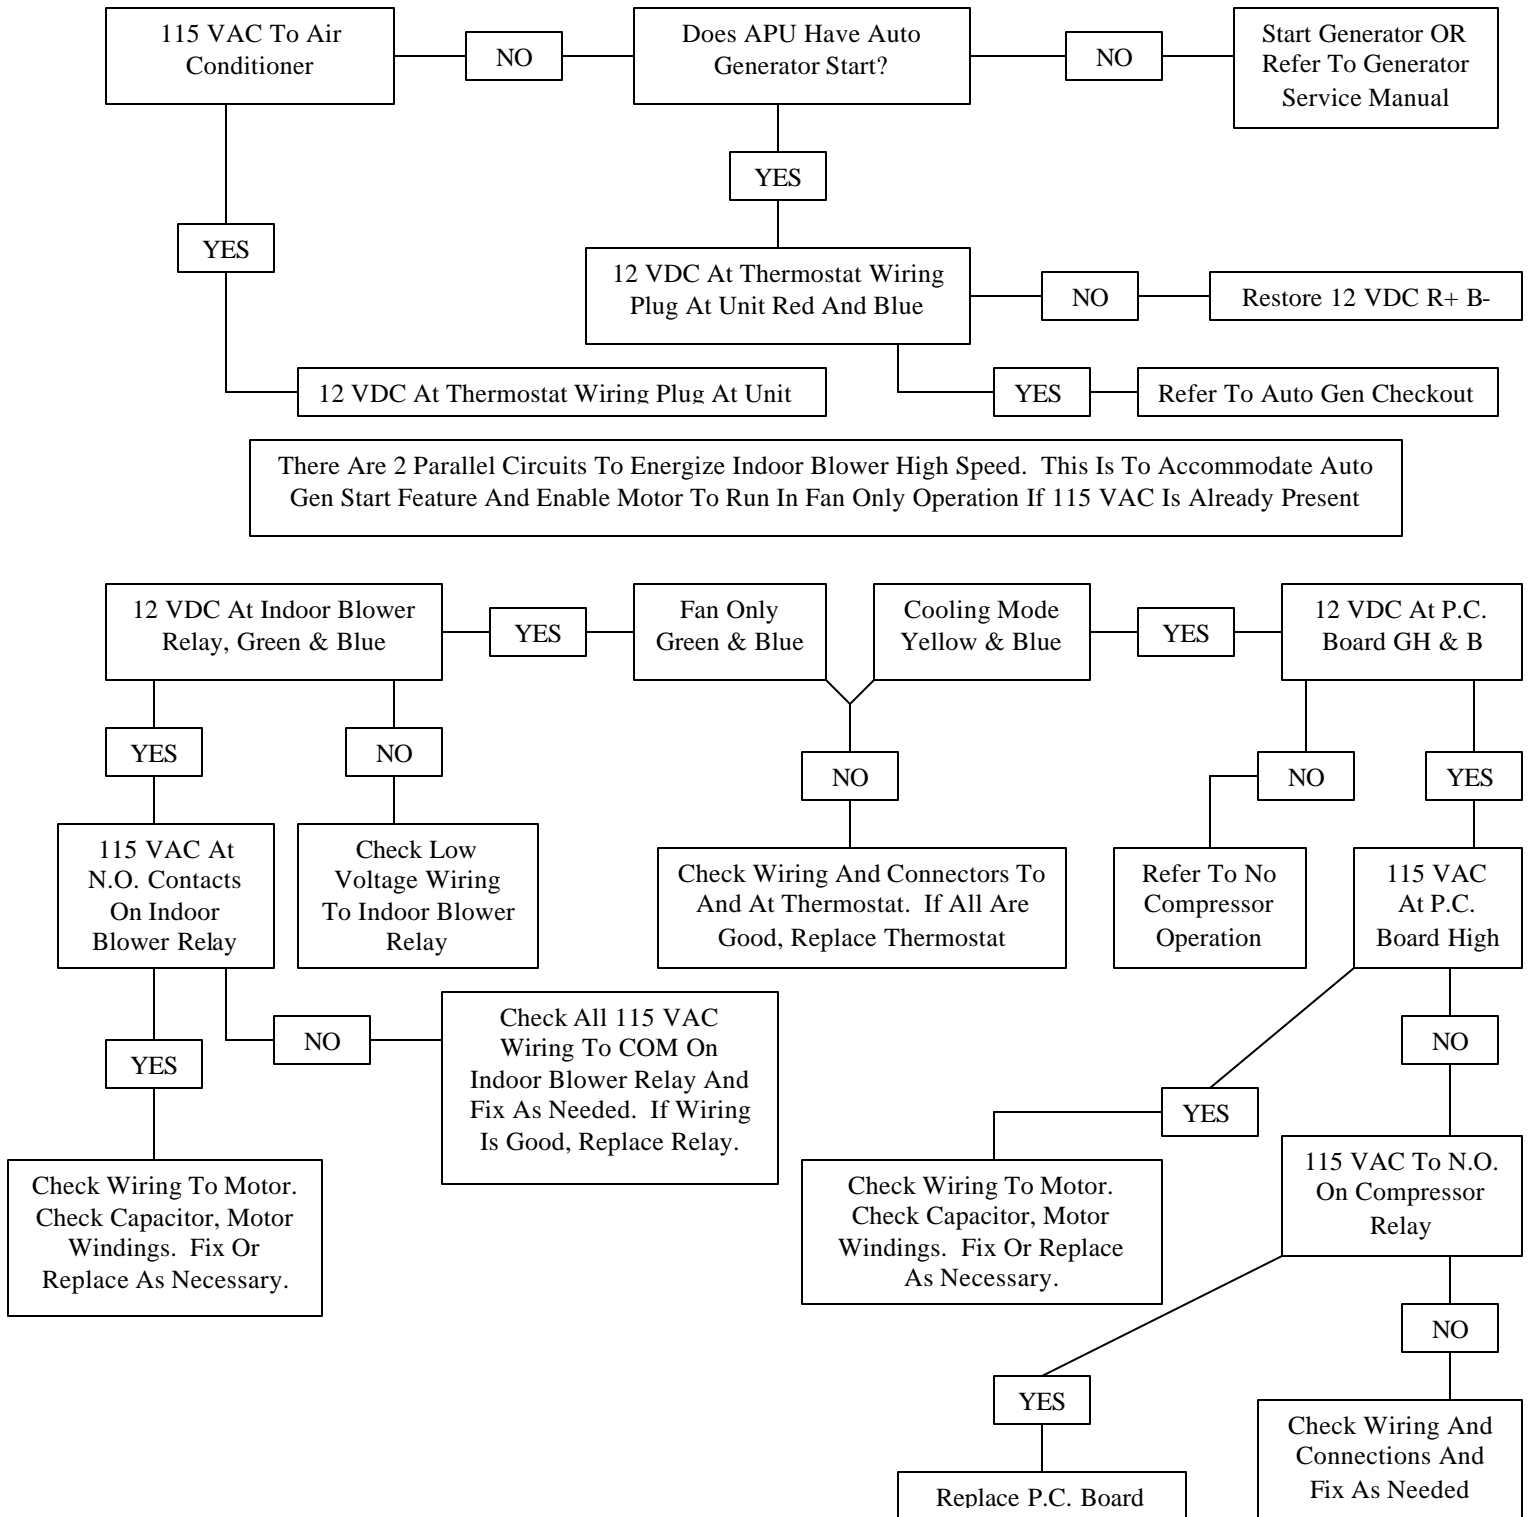 115 VAC To Air
Conditioner
NO
Does APU Have Auto
Generator Start?
NO
Start Generator OR
Refer To Generator
Service Manual
YES
YES
12 VDC At Thermostat Wiring
Plug At Unit Red And Blue
NO
Restore 12 VDC R+ B-
12 VDC At Thermostat Wiring Plug At Unit
YES
Refer To Auto Gen Checkout
There Are 2 Parallel Circuits To Energize Indoor Blower High Speed.  This Is To Accommodate Auto
Gen Start Feature And Enable Motor To Run In Fan Only Operation If 115 VAC Is Already Present
12 VDC At Indoor Blower
Relay, Green & Blue
YES
Fan Only
Green & Blue
Cooling Mode
Yellow & Blue
YES
12 VDC At P.C.
Board GH & B
YES
NO
NO
NO
YES
115 VAC At
N.O. Contacts
On Indoor
Blower Relay
Check Low
Voltage Wiring
To Indoor Blower
Relay
Check Wiring And Connectors To
And At Thermostat.  If All Are
Good, Replace Thermostat
Refer To No
Compressor
Operation
115 VAC
At P.C.
Board High
YES
NO
Check All 115 VAC
Wiring To COM On
Indoor Blower Relay And
Fix As Needed.  If Wiring
Is Good, Replace Relay.
YES
NO
Check Wiring To Motor.
Check Capacitor, Motor
Windings.  Fix Or
Replace As Necessary.
Check Wiring To Motor.
Check Capacitor, Motor
Windings.  Fix Or Replace
As Necessary.
115 VAC To N.O.
On Compressor
Relay
YES
NO
Replace P.C. Board
Check Wiring And
Connections And
Fix As Needed